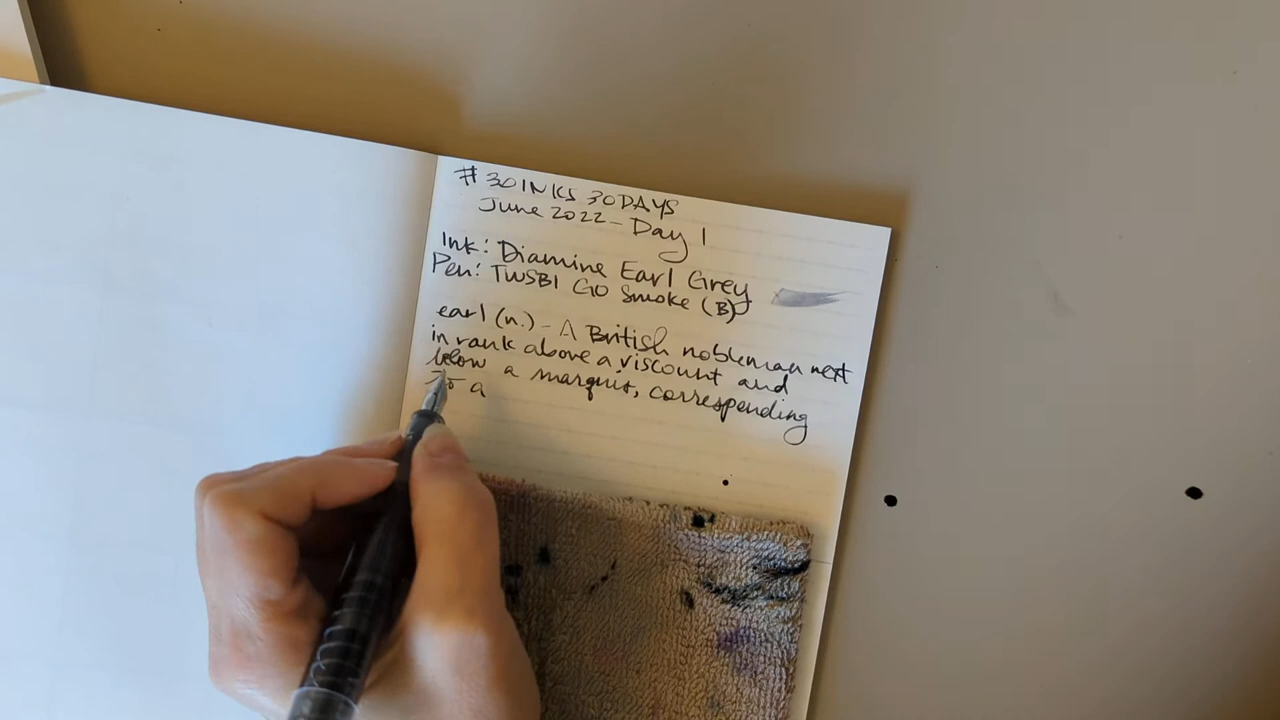 #30INKS 30DAYS
June 2022 - Day 1
Ink: Diamine Earl Grey
Pen: TWSBI GO Smoke (B)
earl (n.) - A British nobleman next
in rank above a viscount and
below a marquis, corresponding
to a